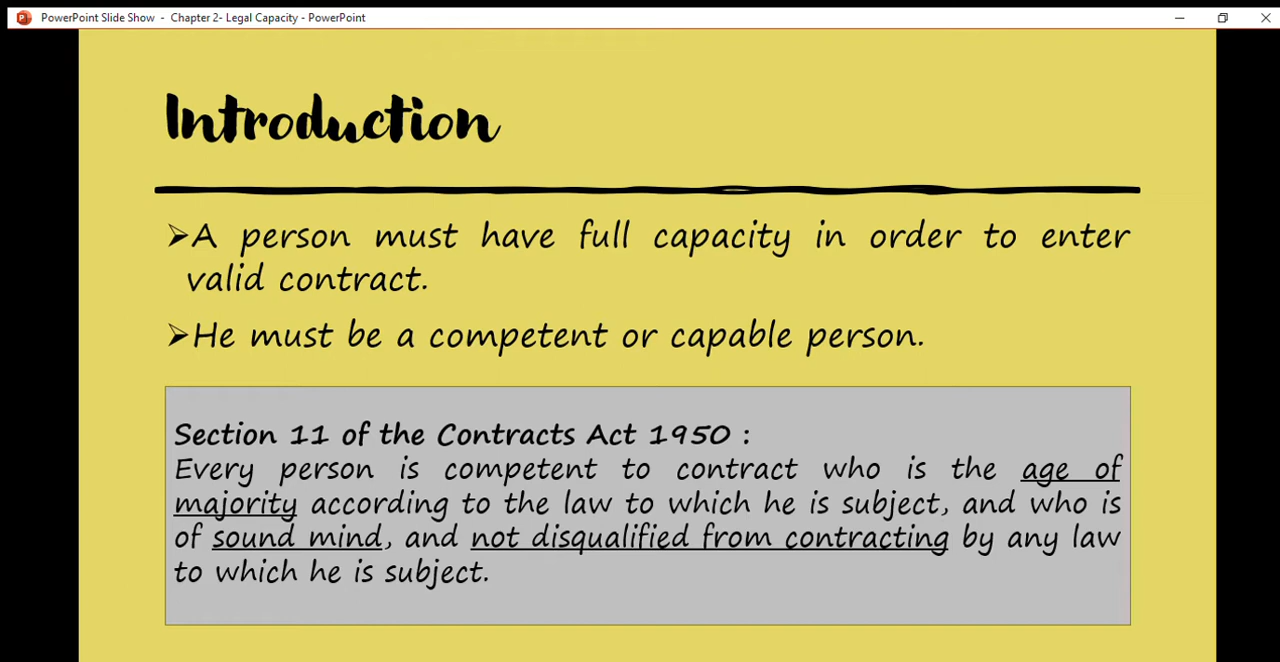 PowerPoint Slide Show - Chapter 2- Legal Capacity - PowerPoint
Introduction
➢A person must have full capacity in order to enter
valid contract.
➢He must be a competent or capable person.
Section 11 of the Contracts Act 1950 :
Every person is competent to contract who is the age of
majority according to the law to which he is subject, and who is
of sound mind, and not disqualified from contracting by any law
to which he is subject.